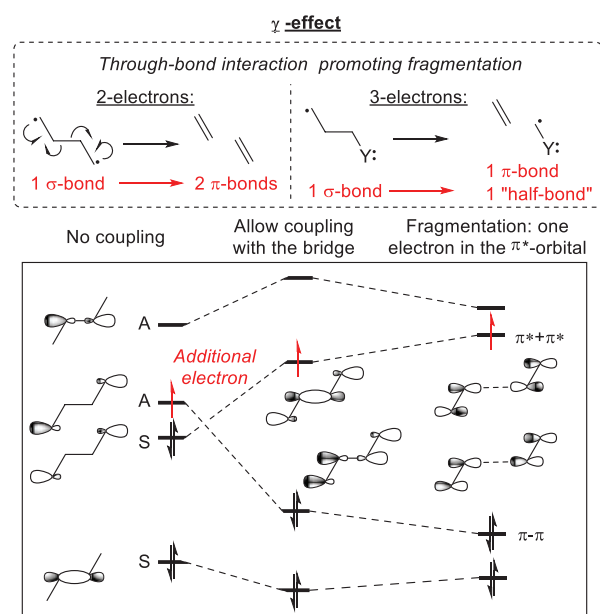 γ -effect
Through-bond interaction promoting fragmentation
2-electrons:
3-electrons:
Y:
Y:
1 σ-bond
2 π-bonds
1 σ-bond
1 π-bond
1 "half-bond"
No coupling
Allow coupling
with the bridge
Fragmentation: one
electron in the π*-orbital
A
π*+π*
Additional
electron
A
S
π-π
S